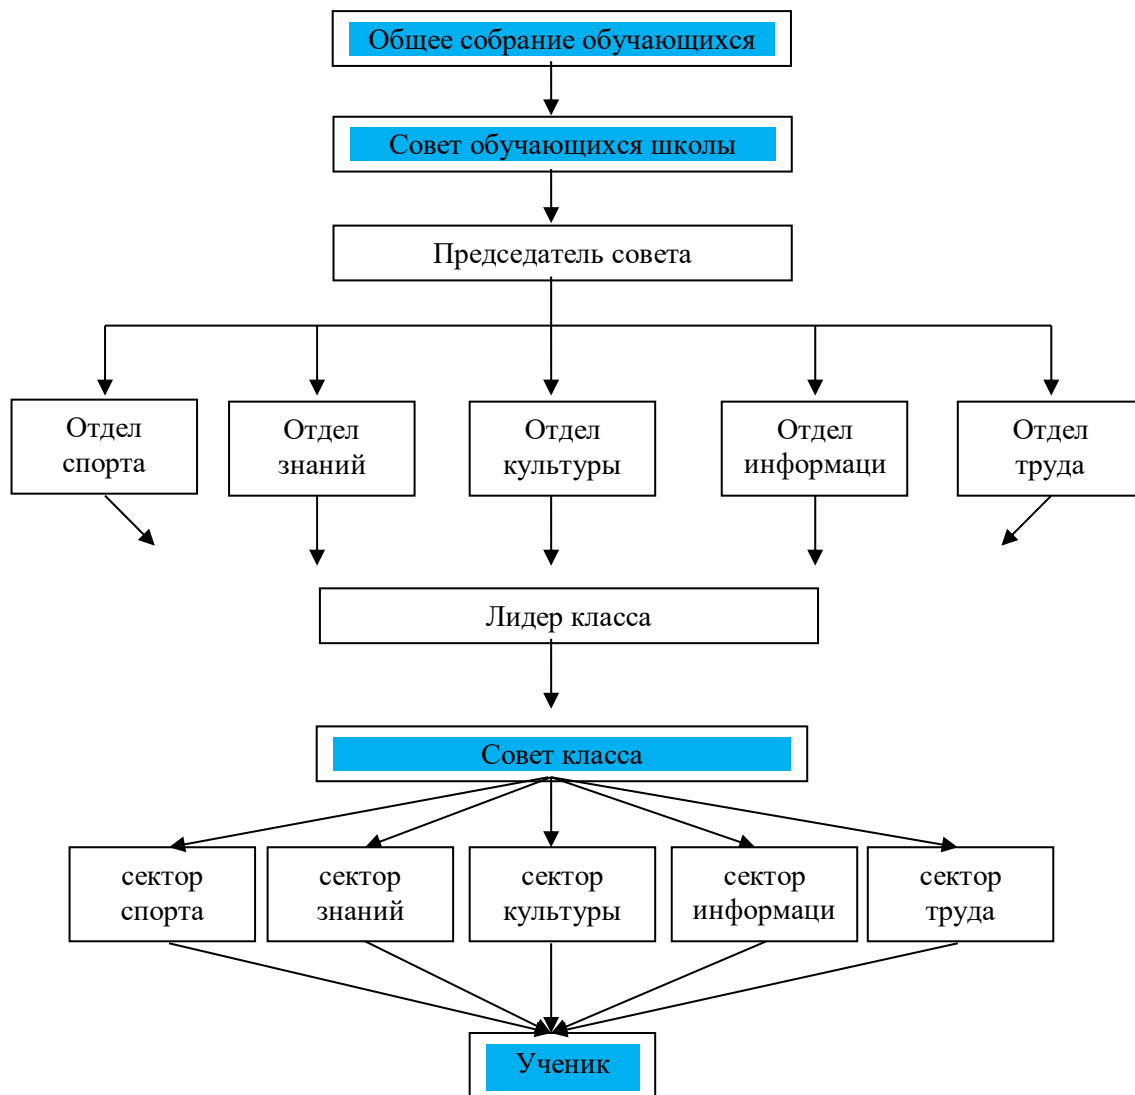 Общее собрание обучающихся
Совет обучающихся школы
Председатель совета
Отдел
спорта
Отдел
знаний
Отдел
культуры
Отдел
информаци
Отдел
труда
Лидер класса
Совет класса
сектор
спорта
сектор
знаний
сектор
культуры
сектор
информаци
сектор
труда
Ученик